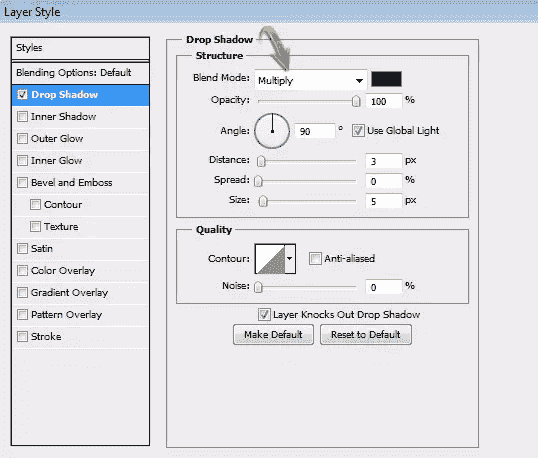 Layer Style
Styles
Blending Options: Default
Drop Shadow
Inner Shadow
Outer Glow
Inner Glow
Bevel and Emboss
Contour
Texture
Satin
Color Overlay
Gradient Overlay
Pattern Overlay
Stroke
Drop Shadow
Structure
Blend Mode: Multiply
Opacity: 100 %
Angle: 90 ° Use Global Light
Distance: 3 px
Spread: 0 %
Size: 5 px
Quality
Contour: Anti-aliased
Noise: 0 %
Layer Knocks Out Drop Shadow
Make Default Reset to Default